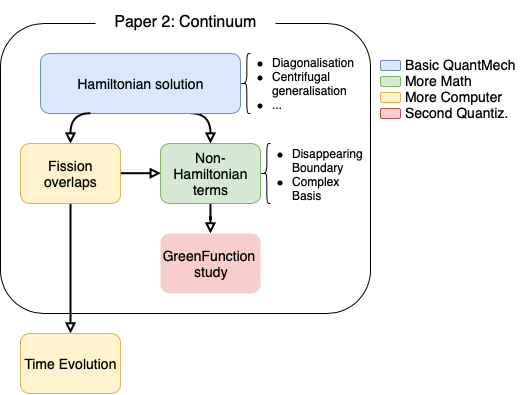 Paper 2: Continuum
Hamiltonian solution
• Diagonalisation
• Centrifugal
generalisation
• ...
Basic QuantMech
More Math
More Computer
Second Quantiz.
Fission
overlaps
Non-
Hamiltonian
terms
• Disappearing
Boundary
• Complex
Basis
GreenFunction
study
Time Evolution